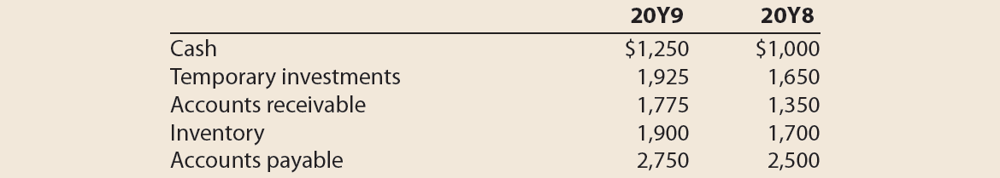 20Y9 20Y8
Cash $1,250 $1,000
Temporary investments 1,925 1,650
Accounts receivable 1,775 1,350
Inventory 1,900 1,700
Accounts payable 2,750 2,500